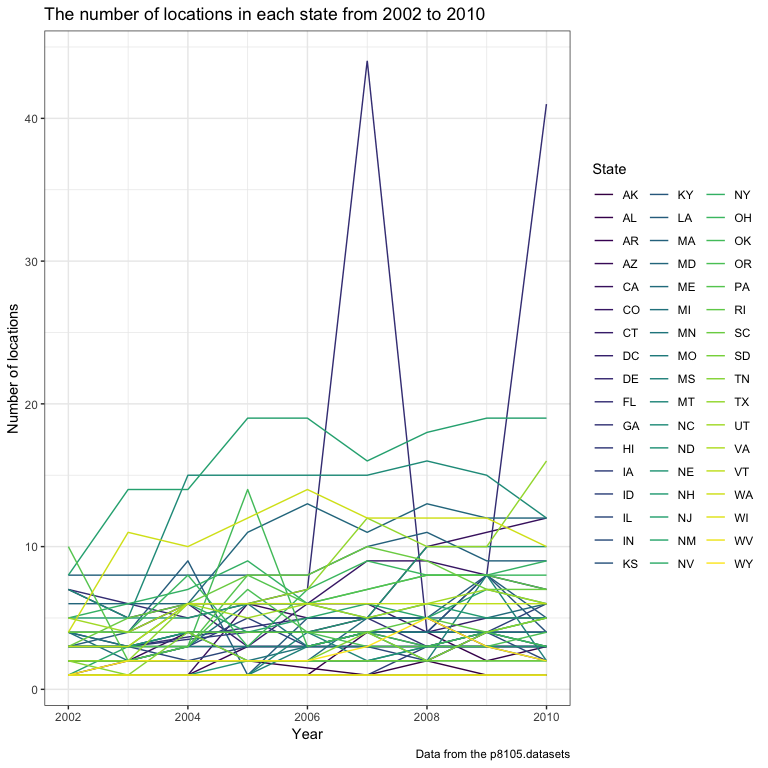 The number of locations in each state from 2002 to 2010
Number of locations
40
30
20
10
0
2002 2004 2006 2008 2010
Year
State
AK KY NY
AL LA OH
AR MA OK
AZ MD OR
CA ME PA
CO MI RI
CT MN SC
DC MO SD
DE MS TN
FL MT TX
GA NC UT
HI ND VA
IA NE VT
ID NH WA
IL NJ WI
IN NM WV
KS NV WY
Data from the p8105.datasets